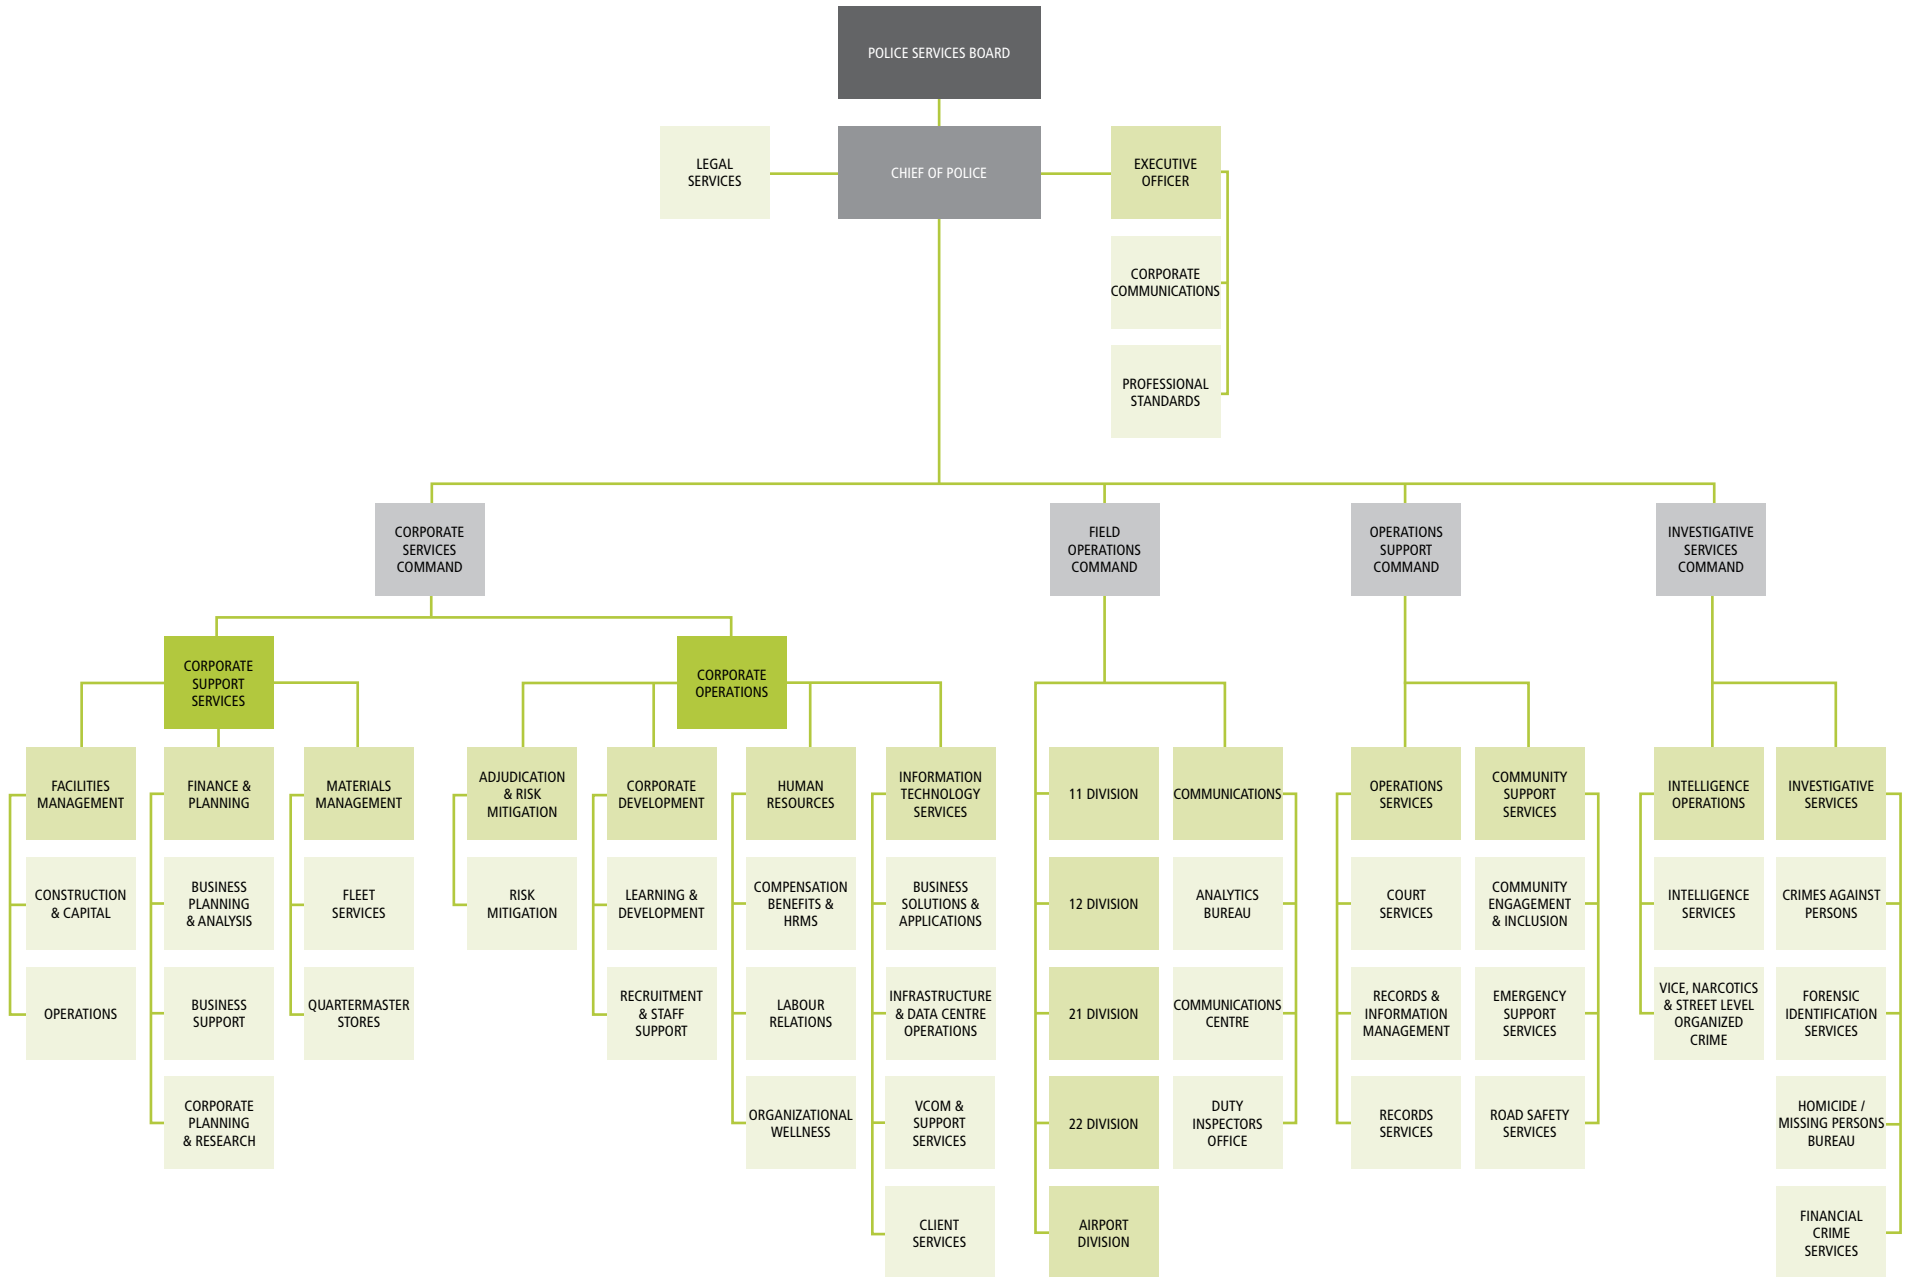 POLICE SERVICES BOARD
LEGAL
SERVICES
CHIEF OF POLICE
EXECUTIVE
OFFICER
CORPORATE
COMMUNICATIONS
PROFESSIONAL
STANDARDS
CORPORATE
SERVICES
COMMAND
FIELD
OPERATIONS
COMMAND
OPERATIONS
SUPPORT
COMMAND
INVESTIGATIVE
SERVICES
COMMAND
CORPORATE
SUPPORT
SERVICES
CORPORATE
OPERATIONS
FACILITIES
MANAGEMENT
FINANCE &
PLANNING
MATERIALS
MANAGEMENT
ADJUDICATION
& RISK
MITIGATION
CORPORATE
DEVELOPMENT
HUMAN
RESOURCES
INFORMATION
TECHNOLOGY
SERVICES
11 DIVISION
COMMUNICATIONS
OPERATIONS
SERVICES
COMMUNITY
SUPPORT
SERVICES
INTELLIGENCE
OPERATIONS
INVESTIGATIVE
SERVICES
CONSTRUCTION
& CAPITAL
BUSINESS
PLANNING
& ANALYSIS
FLEET
SERVICES
RISK
MITIGATION
LEARNING &
DEVELOPMENT
COMPENSATION
BENEFITS &
HRMS
BUSINESS
SOLUTIONS &
APPLICATIONS
12 DIVISION
ANALYTICS
BUREAU
COURT
SERVICES
COMMUNITY
ENGAGEMENT
& INCLUSION
INTELLIGENCE
SERVICES
CRIMES AGAINST
PERSONS
OPERATIONS
BUSINESS
SUPPORT
QUARTERMASTER
STORES
RECRUITMENT
& STAFF
SUPPORT
LABOUR
RELATIONS
INFRASTRUCTURE
& DATA CENTRE
OPERATIONS
21 DIVISION
COMMUNICATIONS
CENTRE
RECORDS &
INFORMATION
MANAGEMENT
EMERGENCY
SUPPORT
SERVICES
VICE, NARCOTICS
& STREET LEVEL
ORGANIZED
CRIME
FORENSIC
IDENTIFICATION
SERVICES
CORPORATE
PLANNING
& RESEARCH
ORGANIZATIONAL
WELLNESS
VCOM &
SUPPORT
SERVICES
22 DIVISION
DUTY
INSPECTORS
OFFICE
RECORDS
SERVICES
ROAD SAFETY
SERVICES
HOMICIDE /
MISSING PERSONS
BUREAU
CLIENT
SERVICES
AIRPORT
DIVISION
FINANCIAL
CRIME
SERVICES